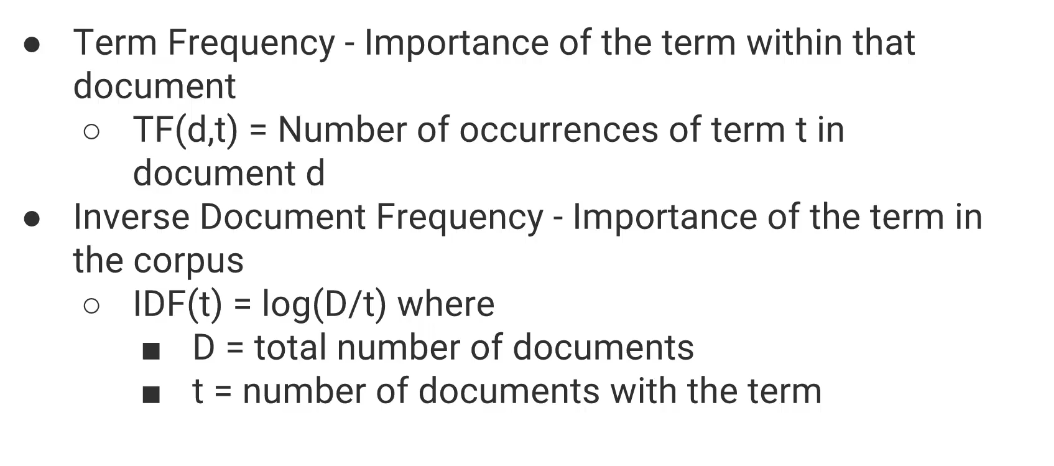 ● Term Frequency - Importance of the term within that
document
○ TF(d,t) = Number of occurrences of term t in
document d
● Inverse Document Frequency - Importance of the term in
the corpus
○ IDF(t) = log(D/t) where
■ D = total number of documents
■ t = number of documents with the term